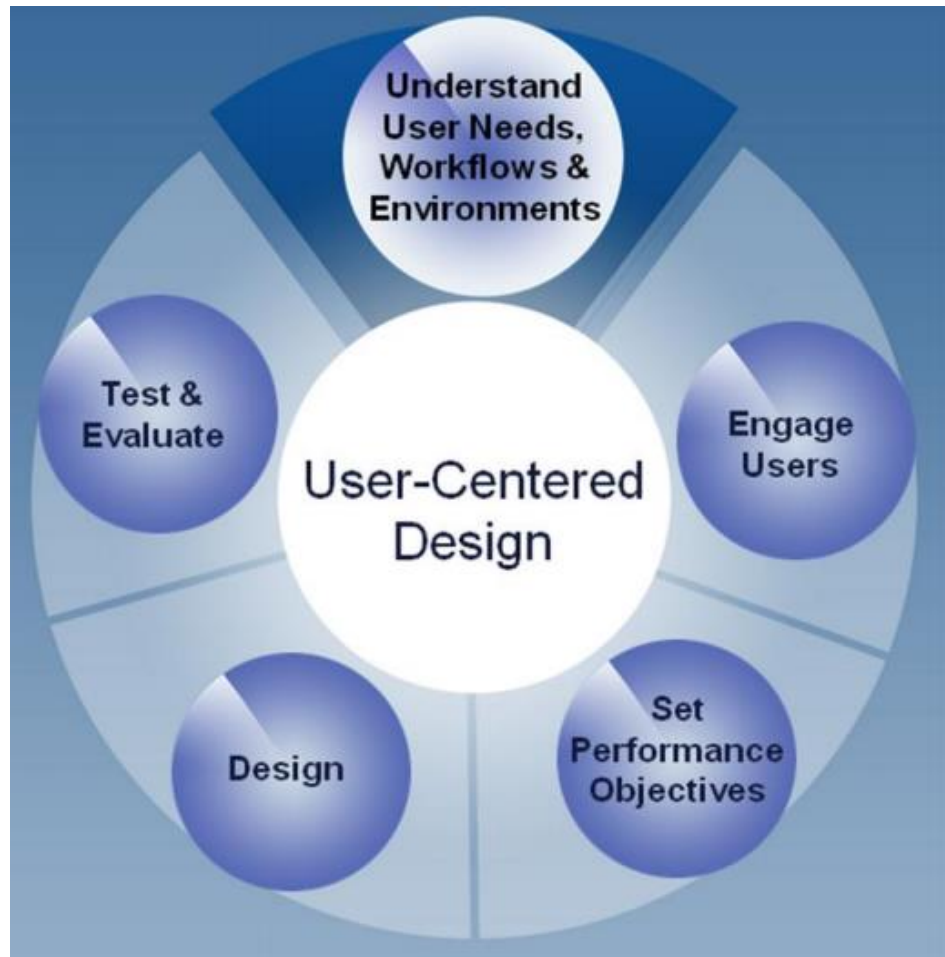 Understand
User Needs,
Workflows &
Environments
Engage
Users
Set
Performance
Objectives
Design
Test &
Evaluate
User-Centered
Design